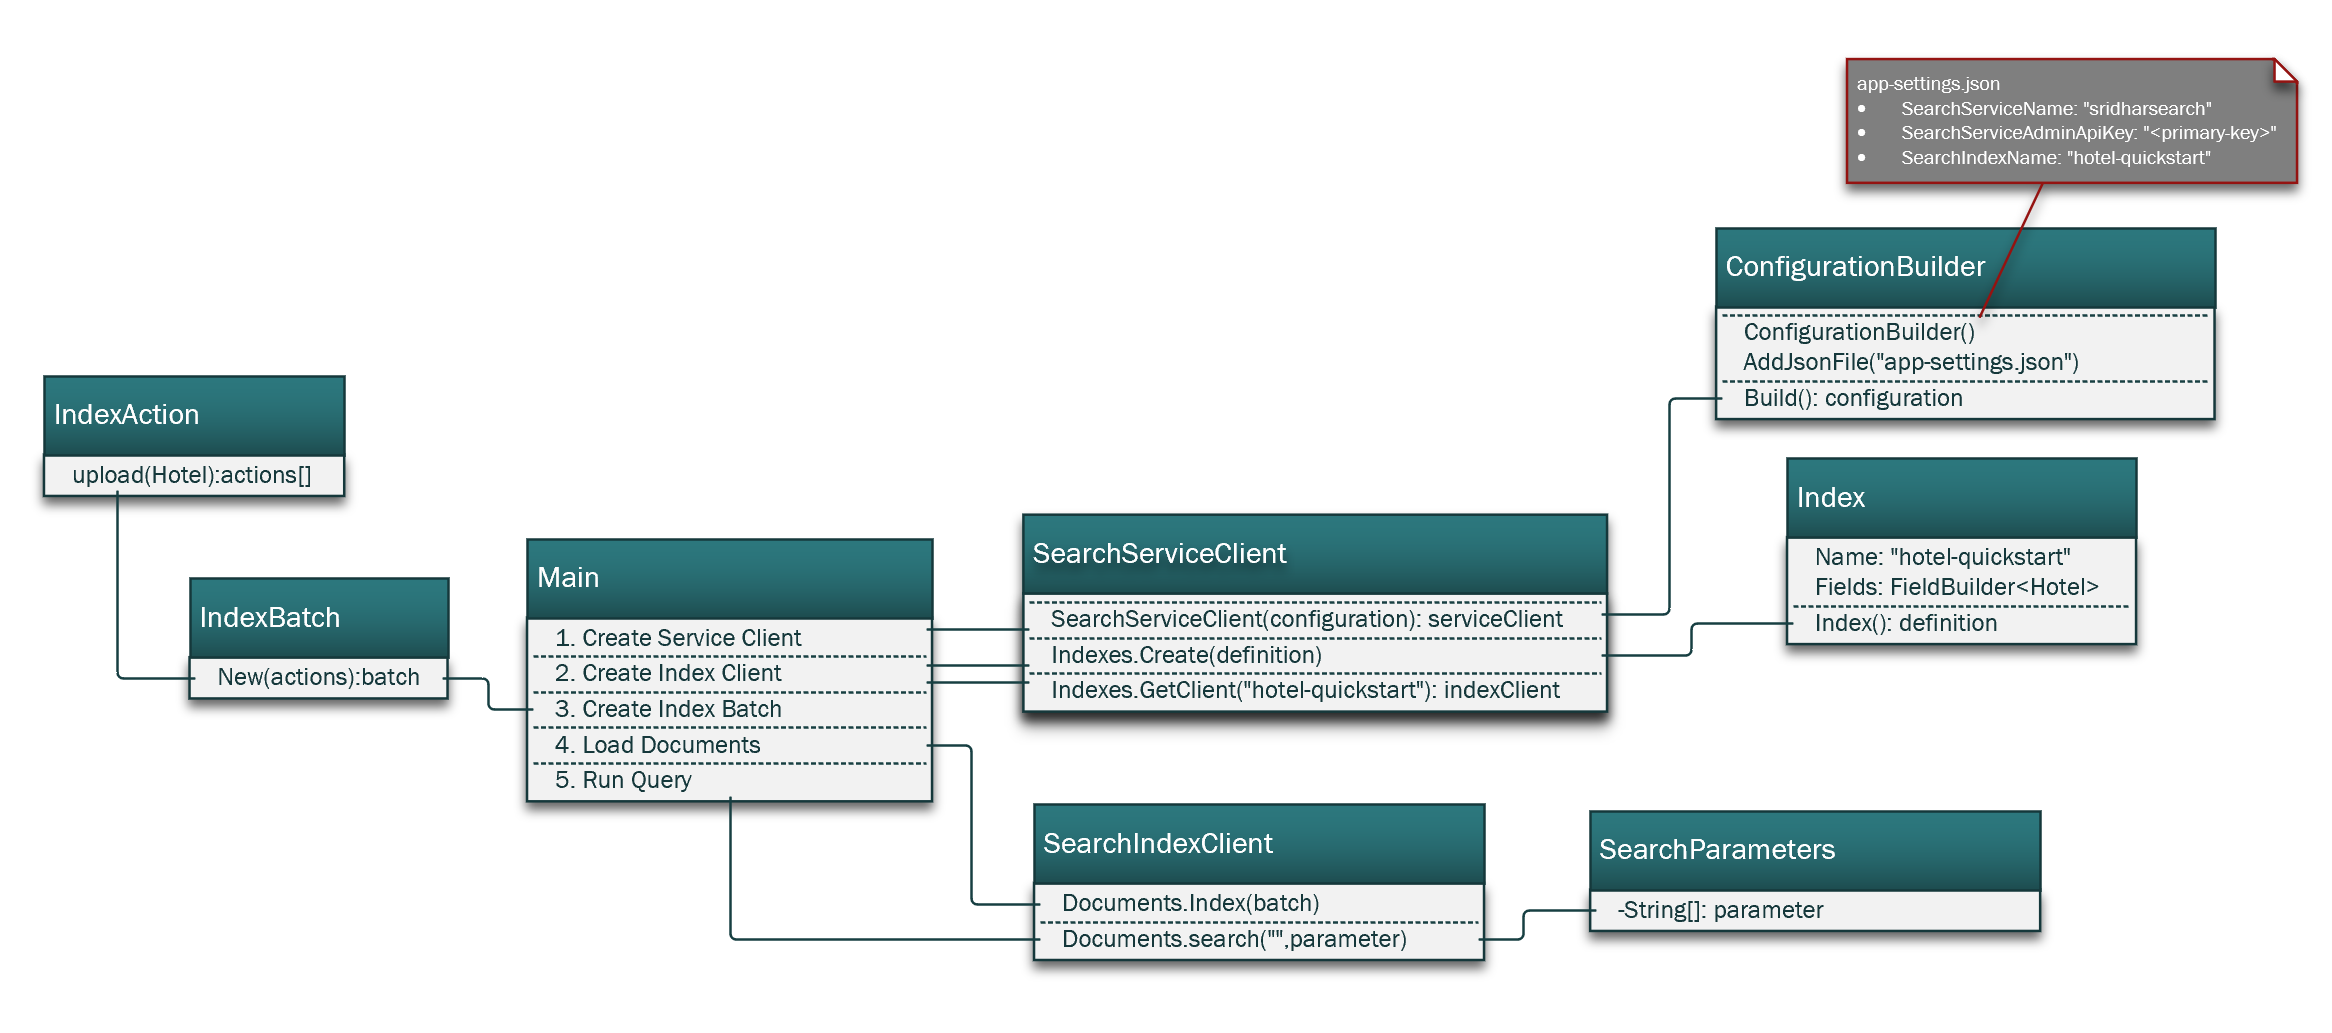 app-settings.json
• SearchServiceName: "sridharsearch"
• SearchServiceAdminApiKey: "<primary-key>"
• SearchIndexName: "hotel-quickstart"
ConfigurationBuilder
ConfigurationBuilder()
AddJsonFile("app-settings.json")
Build(): configuration
IndexAction
upload(Hotel):actions[]
Index
Name: "hotel-quickstart"
Fields: FieldBuilder<Hotel>
Index(): definition
SearchServiceClient
SearchServiceClient(configuration): serviceClient
Indexes.Create(definition)
Indexes.GetClient("hotel-quickstart"): indexClient
Main
1. Create Service Client
2. Create Index Client
3. Create Index Batch
4. Load Documents
5. Run Query
IndexBatch
New(actions):batch
SearchIndexClient
Documents.Index(batch)
Documents.search("",parameter)
SearchParameters
-String[]: parameter